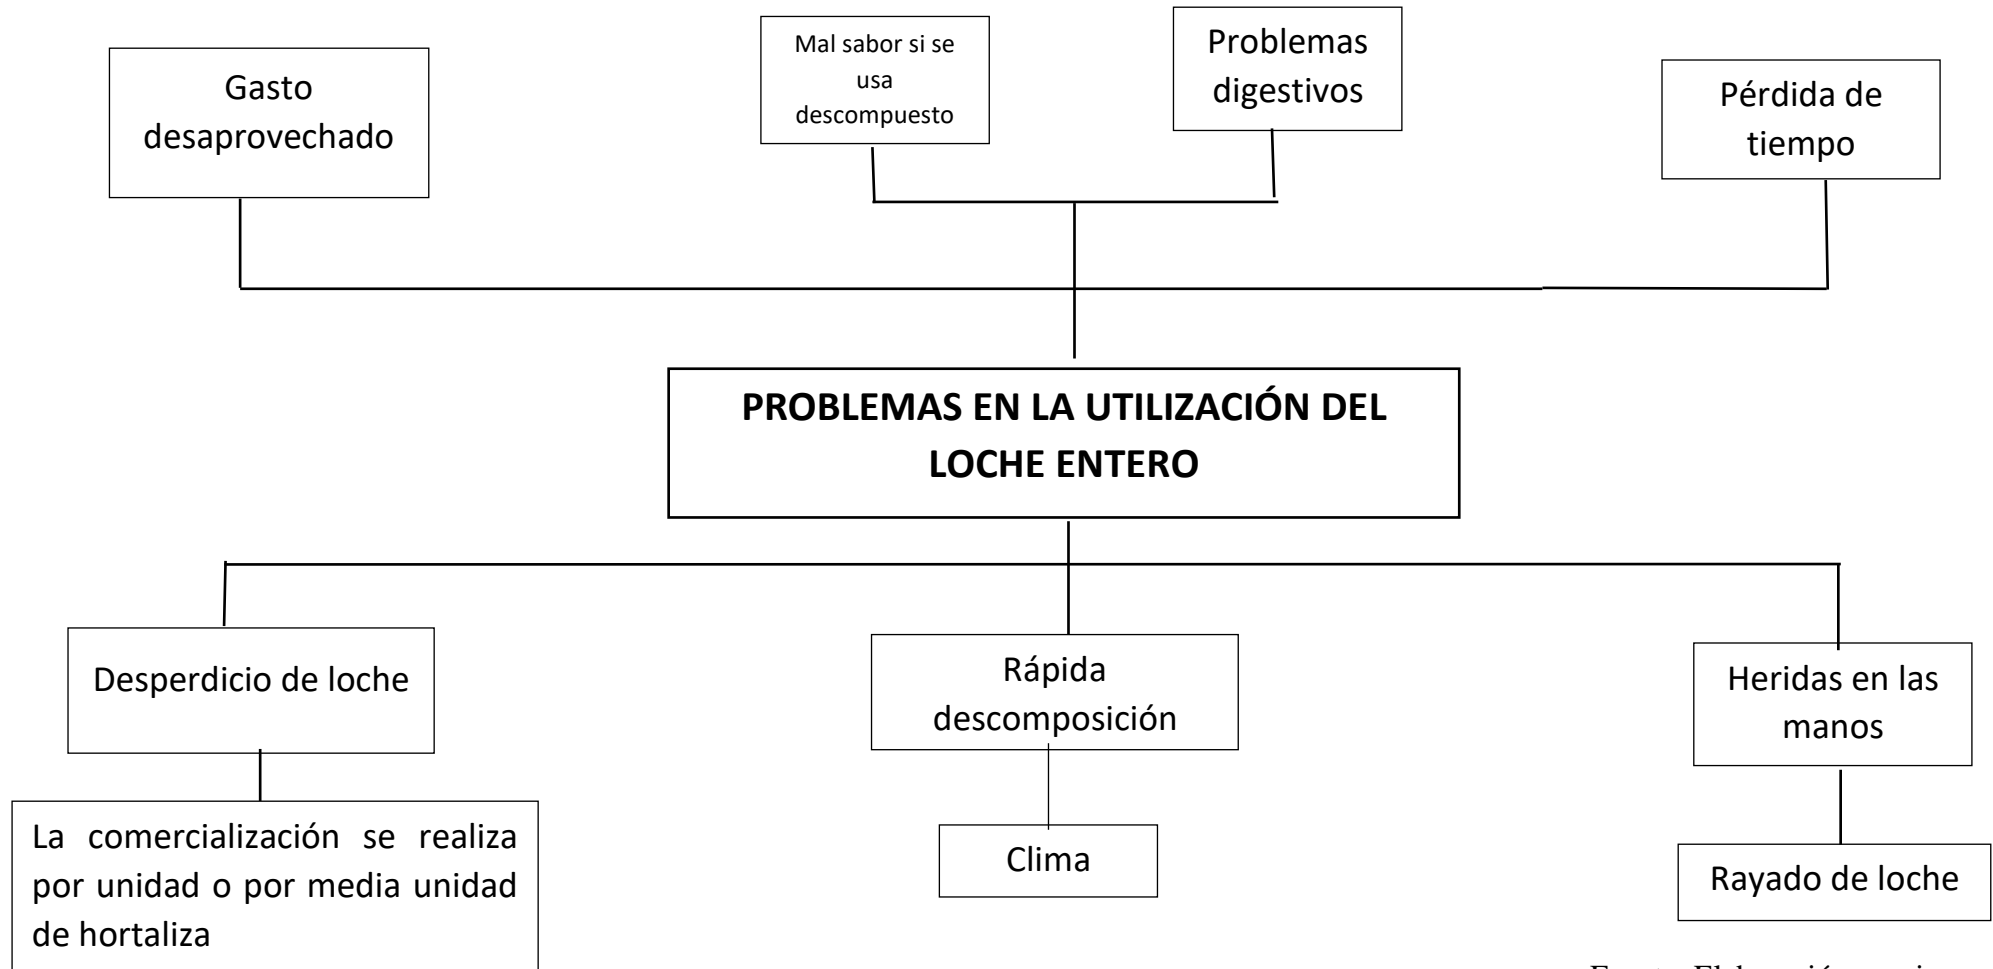 Gasto
desaprovechado
Mal sabor si se
usa
descompuesto
Problemas
digestivos
Pérdida de
tiempo
PROBLEMAS EN LA UTILIZACIÓN DEL
LOCHE ENTERO
Desperdicio de loche
Rápida
descomposición
Heridas en las
manos
La comercialización se realiza
por unidad o por media unidad
de hortaliza
Clima
Rayado de loche